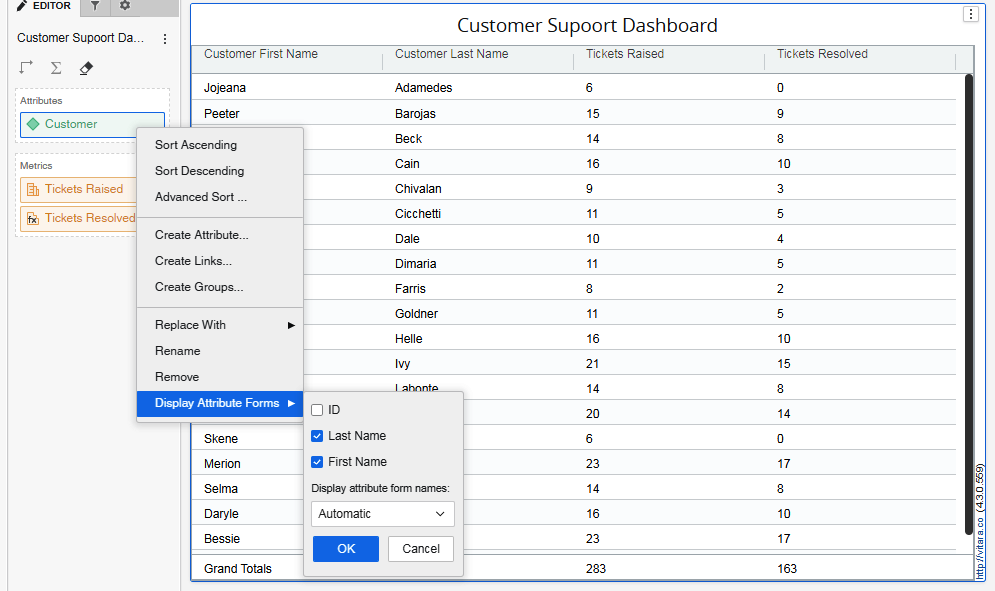 EDITOR
Customer Supoort Da...
Attributes
Customer
Metrics
Tickets Raised
fx Tickets Resolved
Sort Ascending
Sort Descending
Advanced Sort ...
Create Attribute...
Create Links...
Create Groups...
Replace With
Rename
Remove
Display Attribute Forms
ID
Last Name
First Name
Display attribute form names:
Automatic
OK Cancel
Customer Supoort Dashboard
Customer First Name Customer Last Name Tickets Raised Tickets Resolved
Jojeana Adamedes 6 0
Peeter Barojas 15 9
Beck 14 8
Cain 16 10
Chivalan 9 3
Cicchetti 11 5
Dale 10 4
Dimaria 11 5
Farris 8 2
Goldner 11 5
Helle 16 10
Ivy 21 15
Labonte 14 8
20 14
Skene 6 0
Merion 23 17
Selma 14 8
Daryle 16 10
Bessie 23 17
Grand Totals 283 163
http://vitara.co (4.3.0.559)